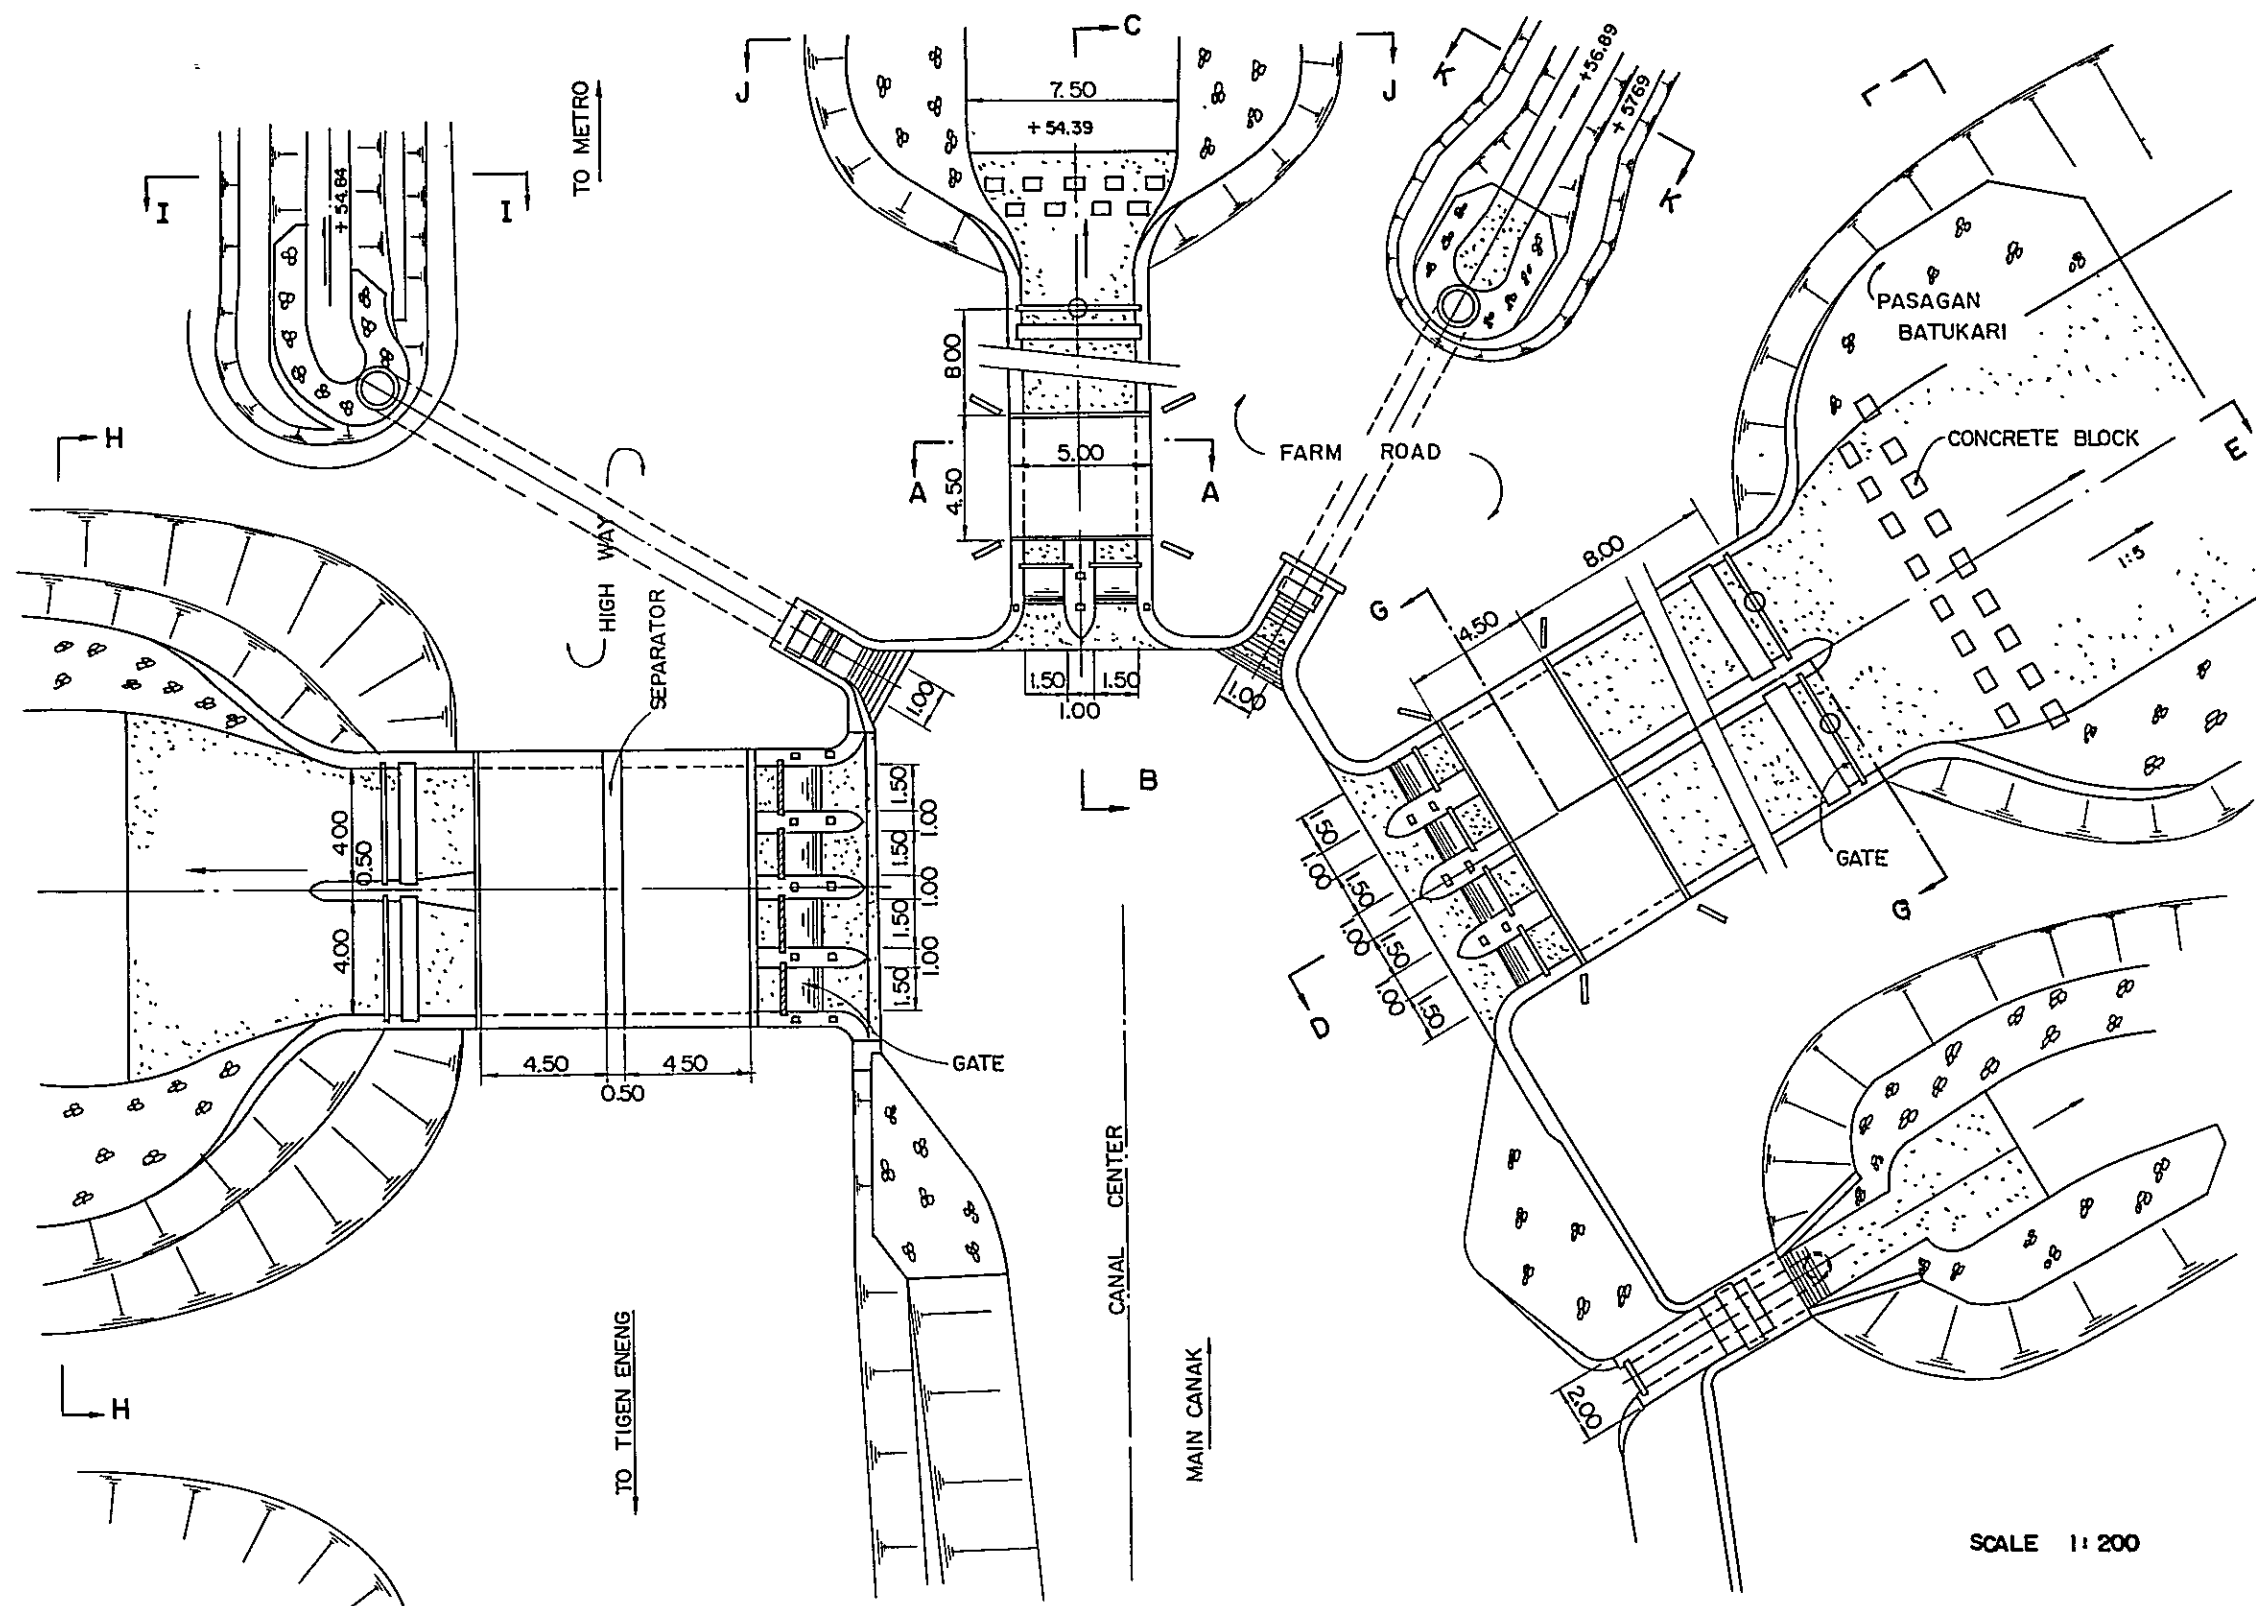 C
J
J
7.50
+ 54.39
TO METRO
K
+56.89
+ 5769
K
L
I
I
+ 54.84
PASAGAN
BATUKARI
8.00
CONCRETE BLOCK
E
H
FARM ROAD
5.00
A
A
4.50
HIGH WAY
SEPARATOR
8.00
4.50
G
1.00
1.50
1.50
1.00
1.00
B
1.50
1.00
1.50
1.00
1.50
1.00
1.50
4.00
0.50
4.00
1.50
1.00
1.50
1.00
1.50
1.00
1.50
GATE
G
1:5
D
4.50
4 50
0.50
GATE
CANAL CENTER
TO TIGEN ENENG
MAIN CANAK
H
2.00
SCALE 1: 200